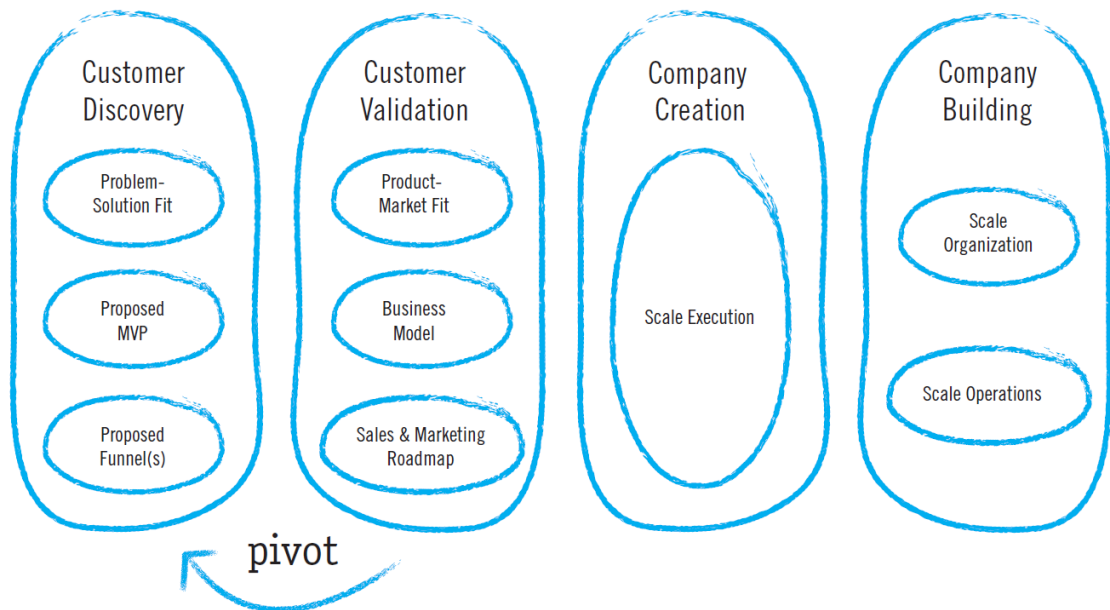 Customer
Discovery
Problem-
Solution Fit
Proposed
MVP
Proposed
Funnel(s)
Customer
Validation
Product-
Market Fit
Business
Model
Sales & Marketing
Roadmap
Company
Creation
Scale Execution
Company
Building
Scale
Organization
Scale Operations
pivot